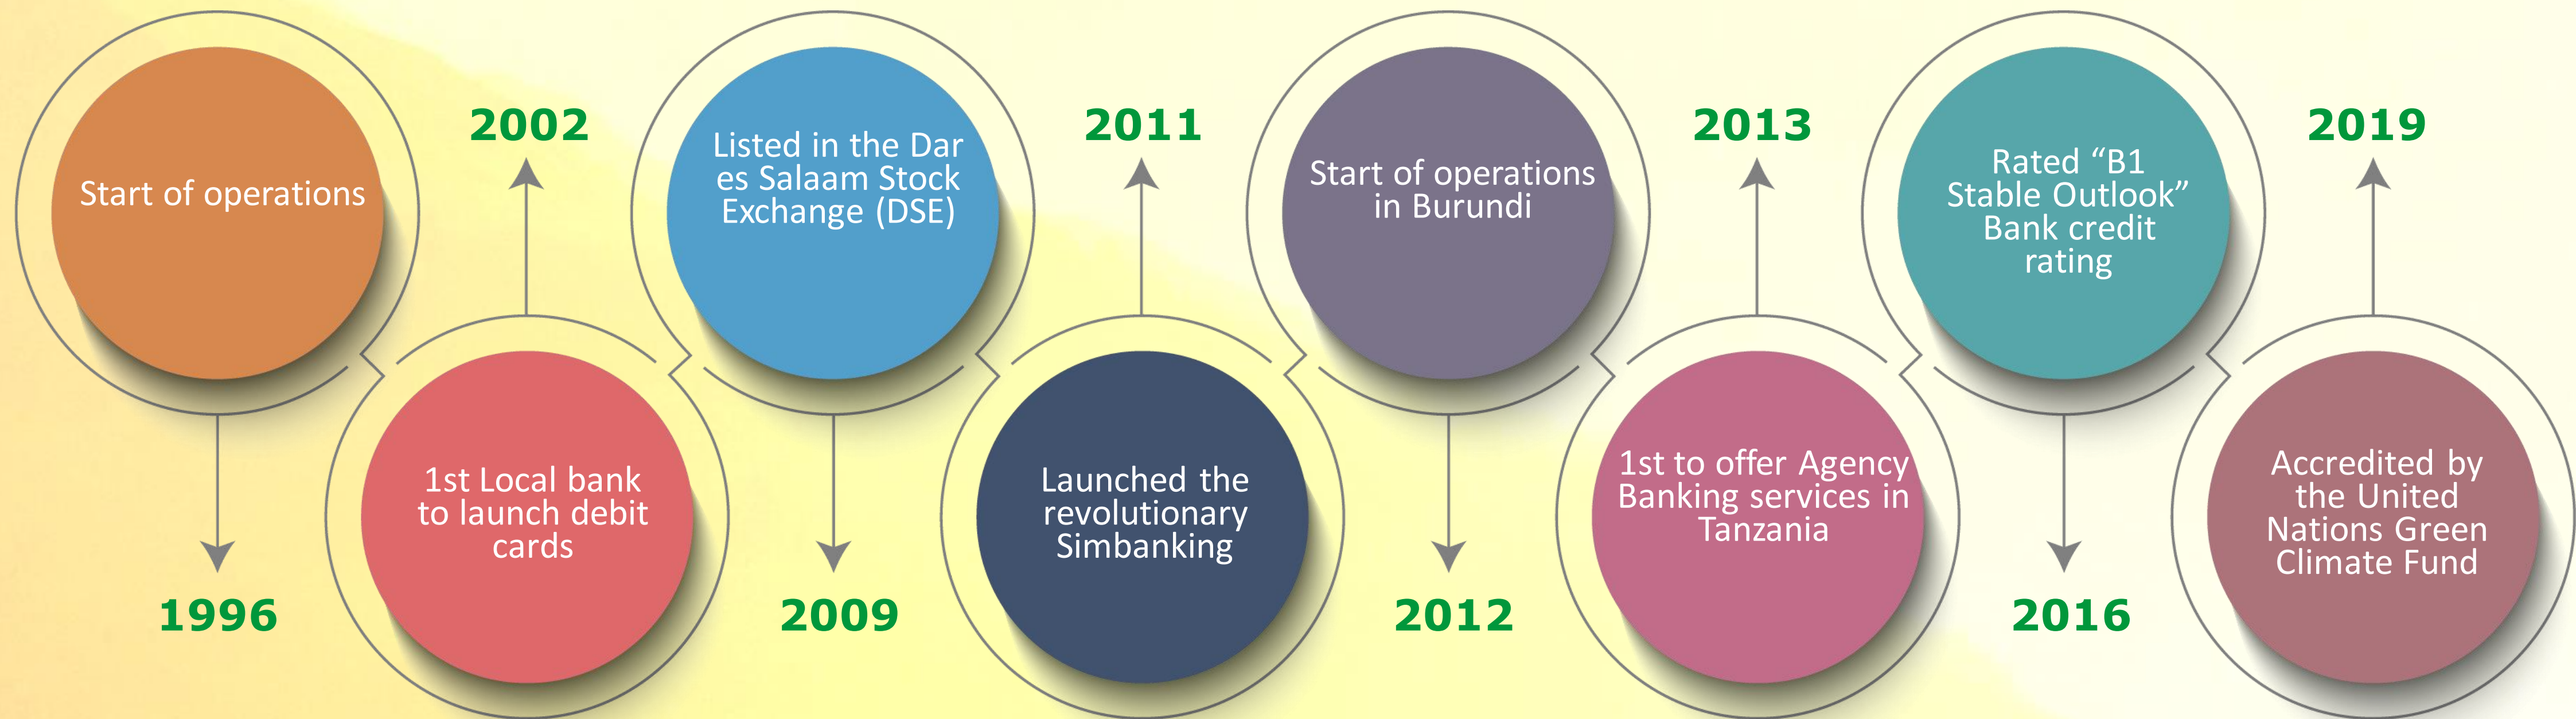 Start of operations
1996
2002
1st Local bank
to launch debit
cards
Listed in the Dar
es Salaam Stock
Exchange (DSE)
2009
2011
Launched the
revolutionary
Simbanking
Start of operations
in Burundi
2012
2013
1st to offer Agency
Banking services in
Tanzania
Rated “B1
Stable Outlook”
Bank credit
rating
2016
2019
Accredited by
the United
Nations Green
Climate Fund